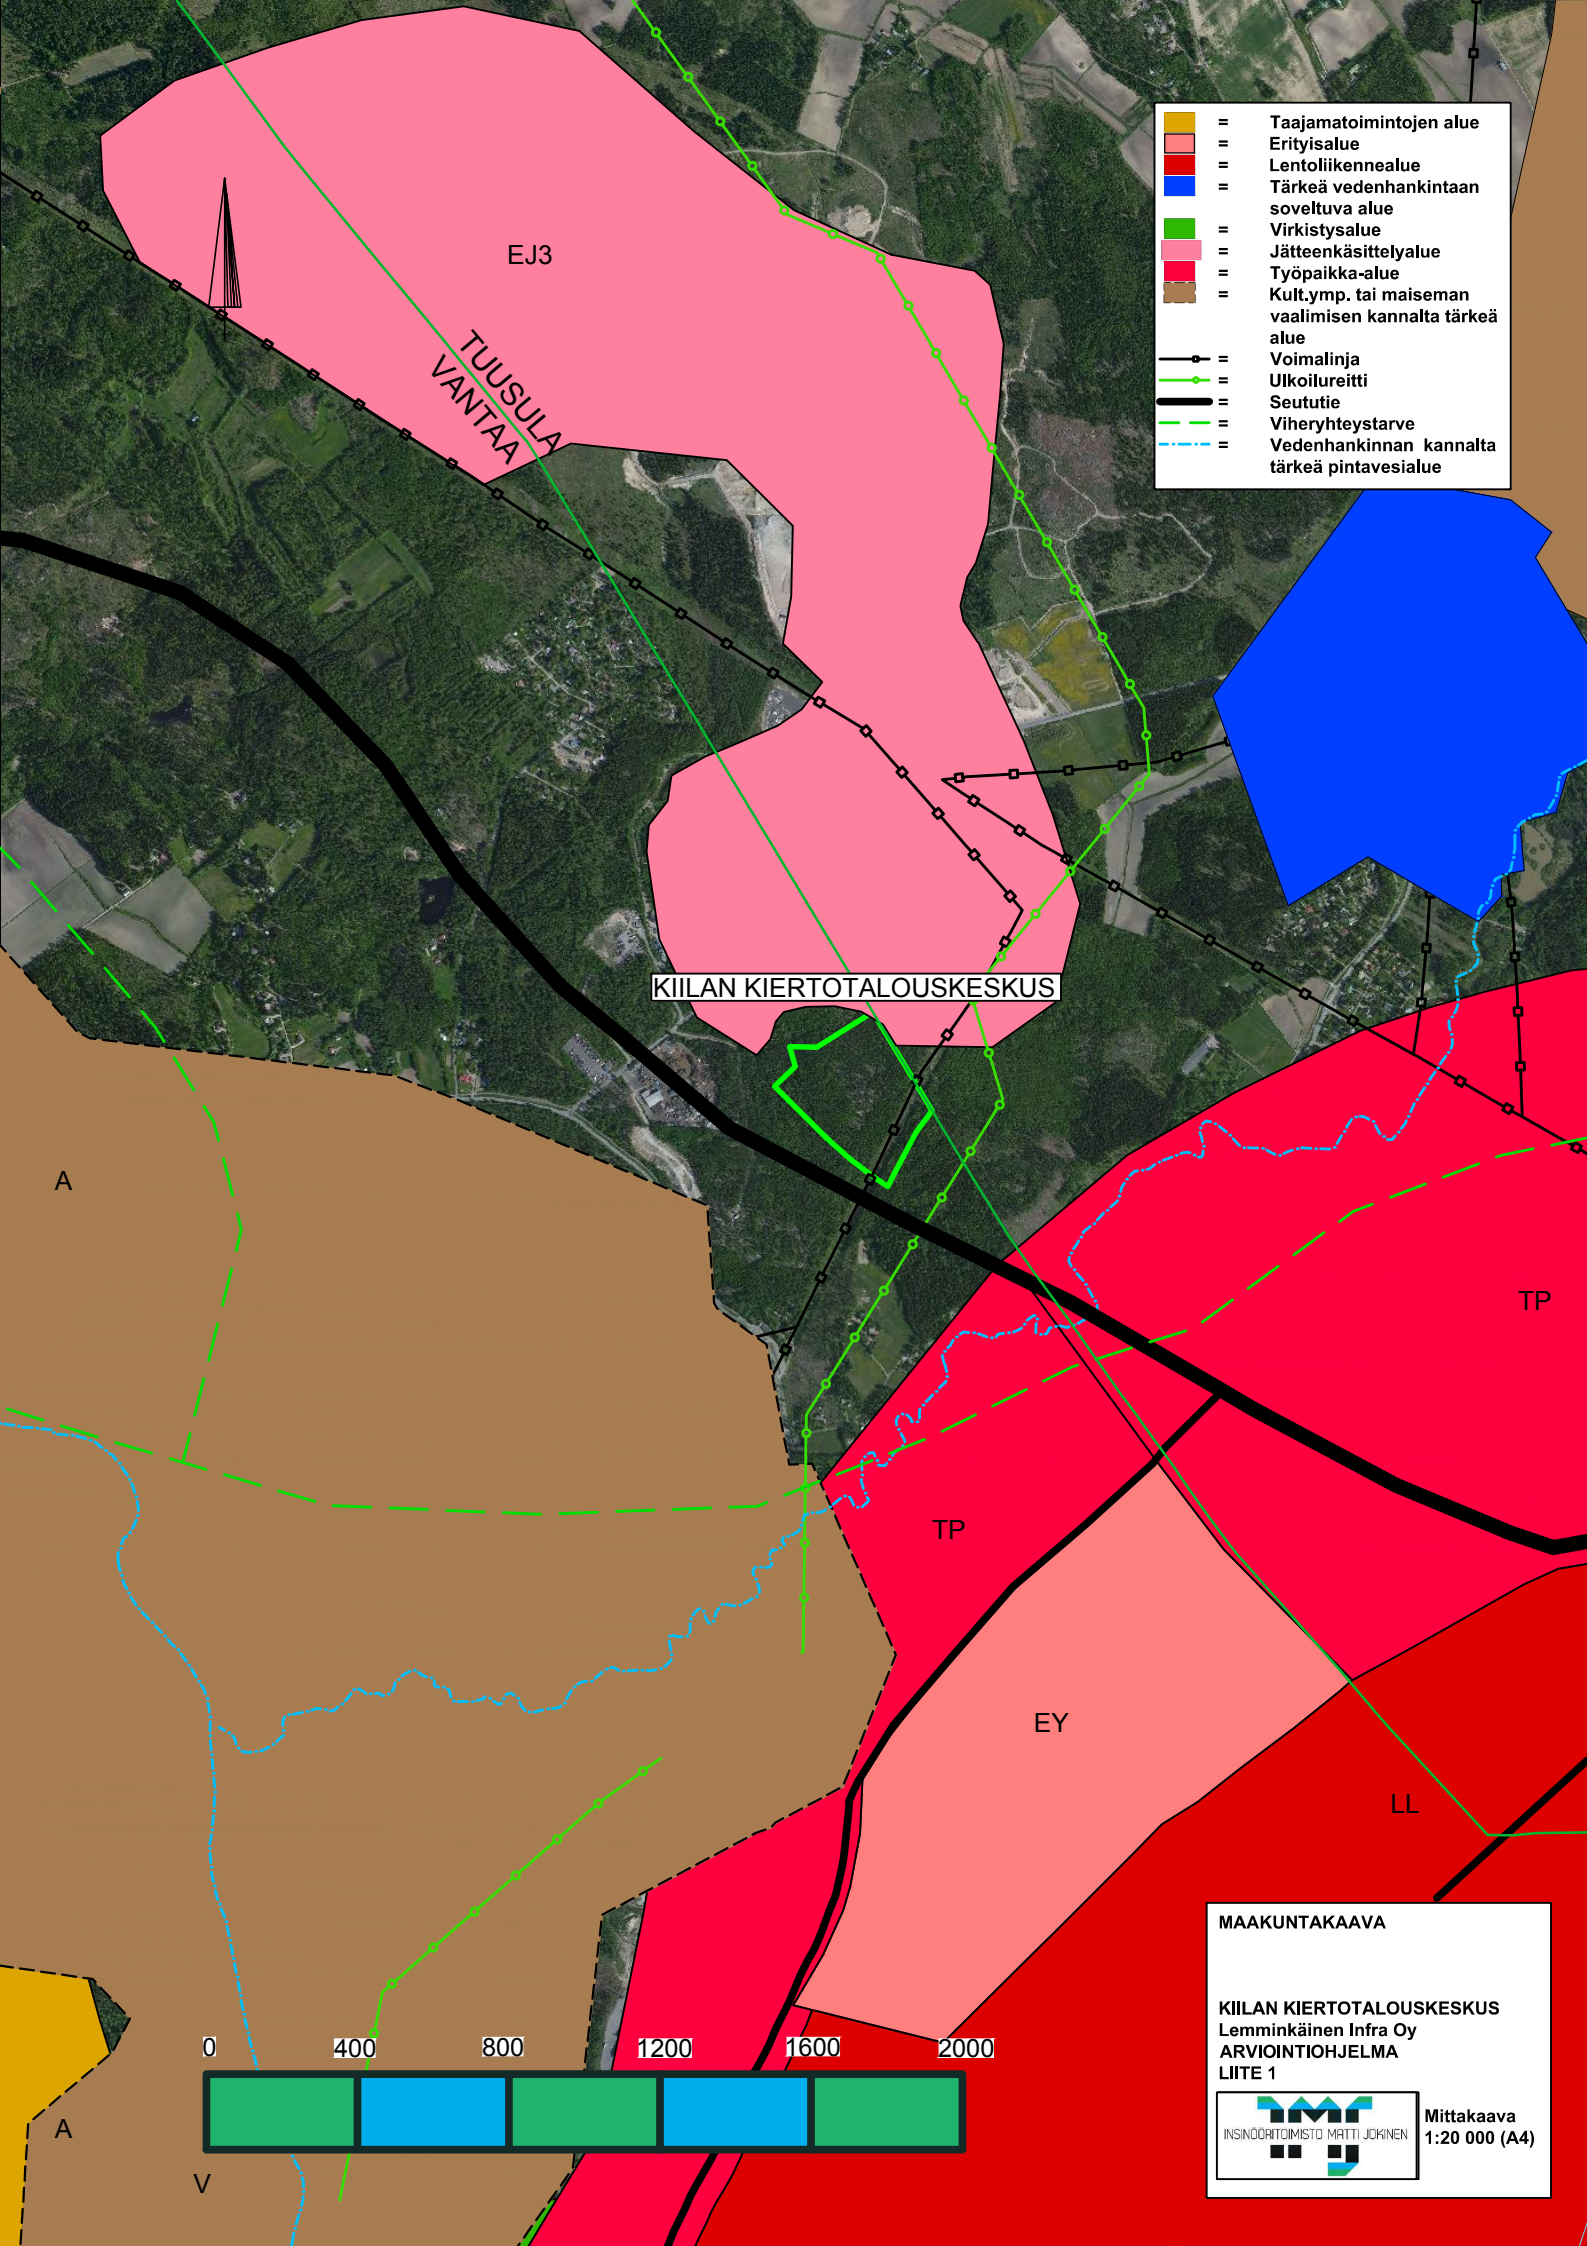 = Taajamatoimintojen alue
= Erityisalue
= Lentoliikennealue
= Tärkeä vedenhankintaan
soveltuva alue
= Virkistysalue
= Jätteenkäsittelyalue
= Työpaikka-alue
= Kult.ymp. tai maiseman
vaalimisen kannalta tärkeä
alue
= Voimalinja
= Ulkoilureitti
= Seututie
= Viheryhteystarve
= Vedenhankinnan kannalta
tärkeä pintavesialue
EJ3
TUUSULA
VANTAA
KIILAN KIERTOTALOUSKESKUS
A
TP
TP
EY
LL
MAAKUNTAKAAVA
KIILAN KIERTOTALOUSKESKUS
Lemminkäinen Infra Oy
ARVIOINTIOHJELMA
LIITE 1
INSINÖÖRITOIMISTO MATTI JOKINEN
Mittakaava
1:20 000 (A4)
0 400 800 1200 1600 2000
A
V